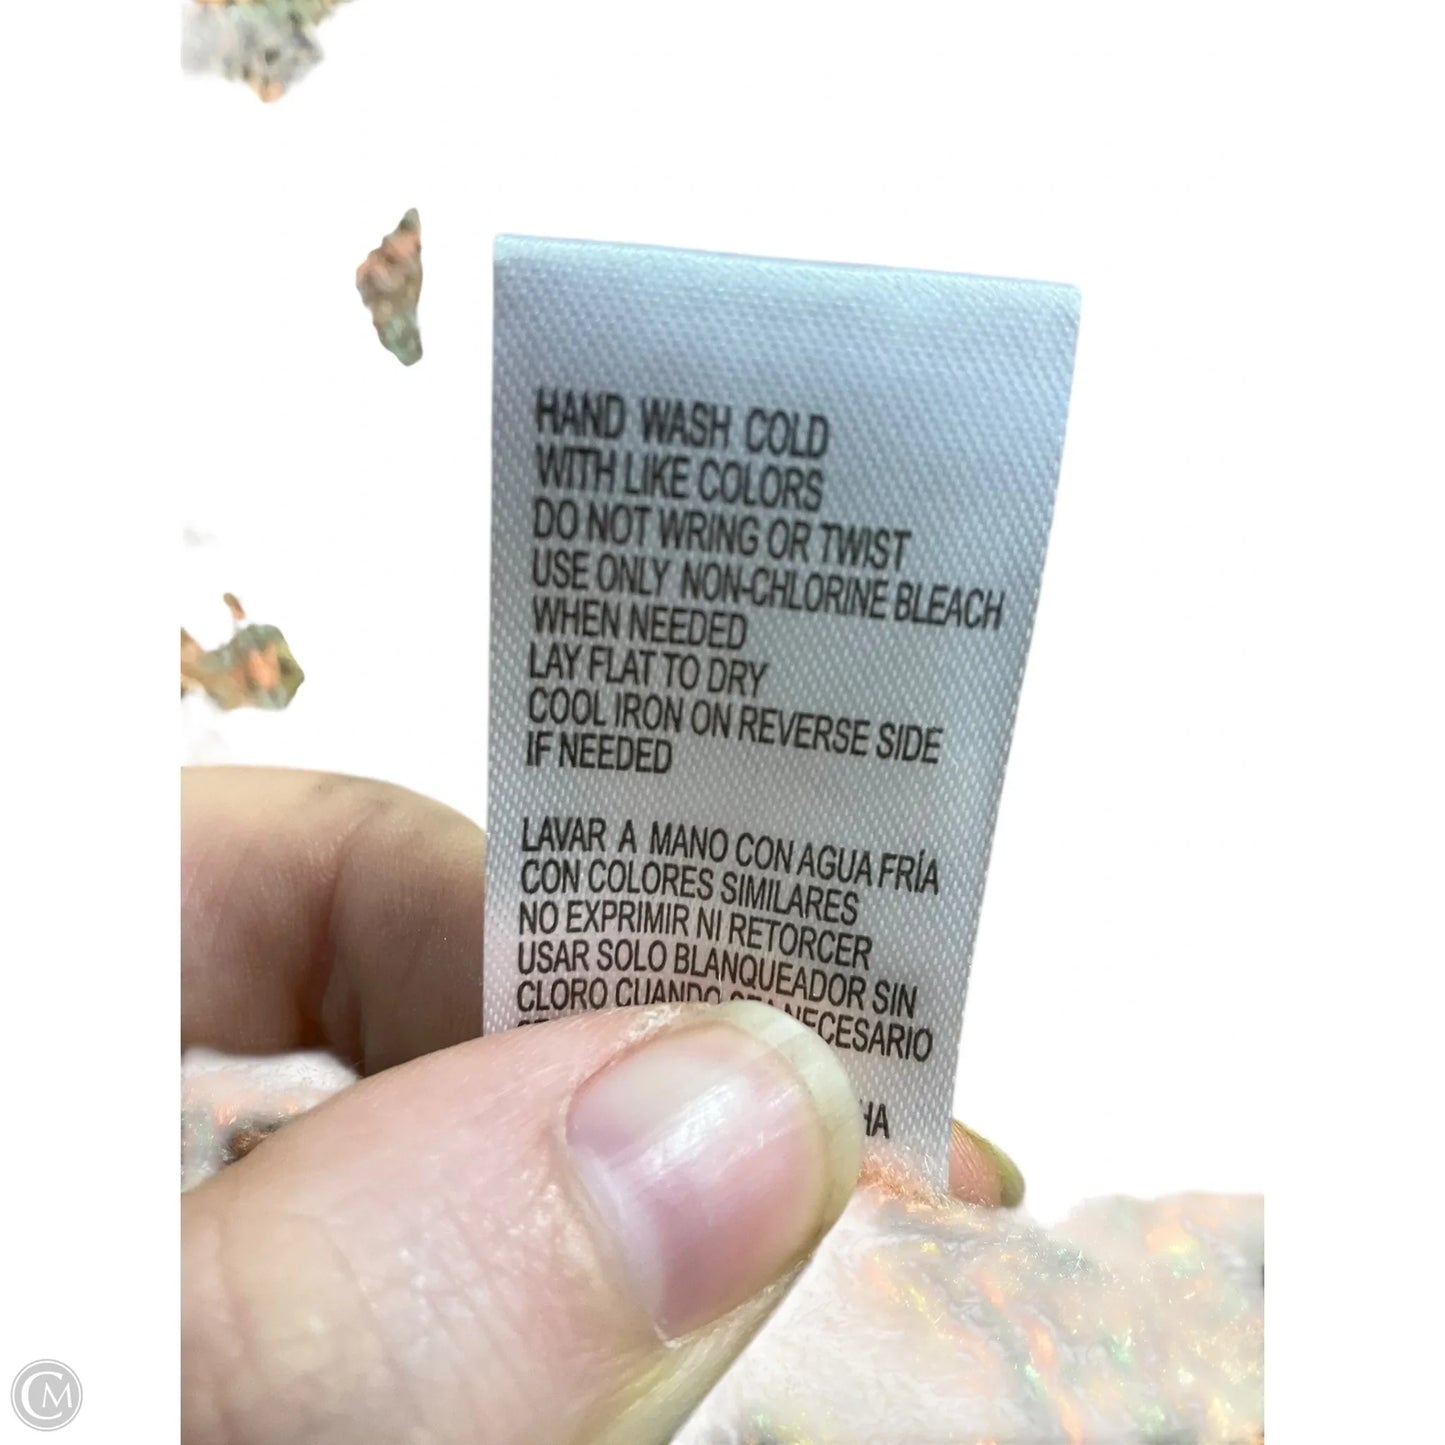 HAND WASH COLD
WITH LIKE COLORS
DO NOT WRING OR TWIST
USE ONLY NON-CHLORINE BLEACH
WHEN NEEDED
LAY FLAT TO DRY
COOL IRON ON REVERSE SIDE
IF NEEDED
LAVAR A MANO CON AGUA FRÍA
CON COLORES SIMILARES
NO EXPRIMIR NI RETORCER
USAR SOLO BLANQUEADOR SIN
CLORO CUANDO NECESARIO
CM